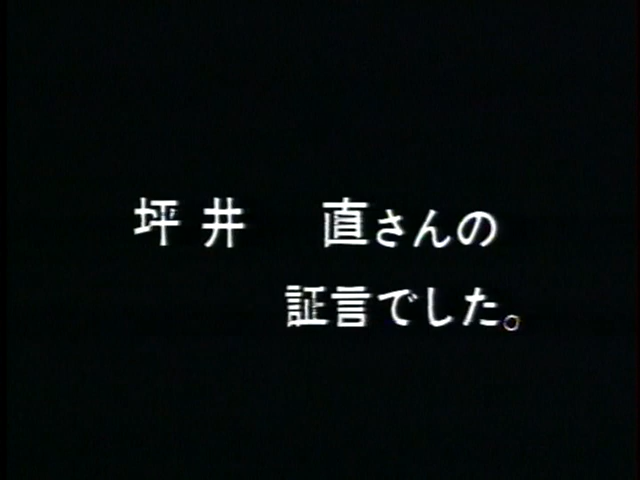 坪井　直さんの
証言でした。